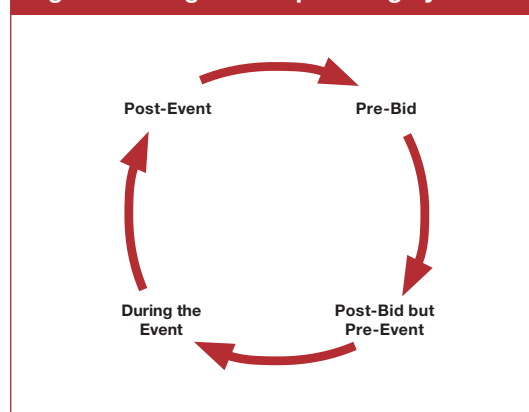 Post-Event
Pre-Bid
During the
Event
Post-Bid but
Pre-Event